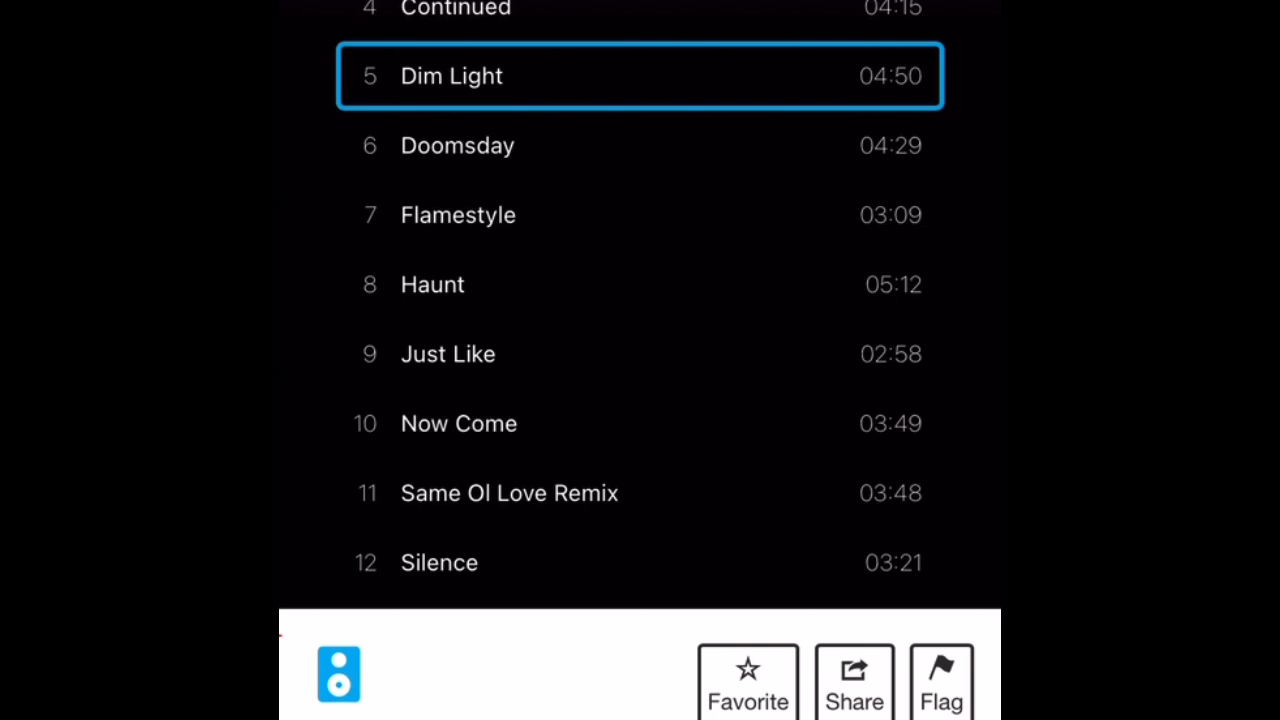 4 Continued 04:15
5 Dim Light 04:50
6 Doomsday 04:29
7 Flamestyle 03:09
8 Haunt 05:12
9 Just Like 02:58
10 Now Come 03:49
11 Same Ol Love Remix 03:48
12 Silence 03:21
Favorite Share Flag